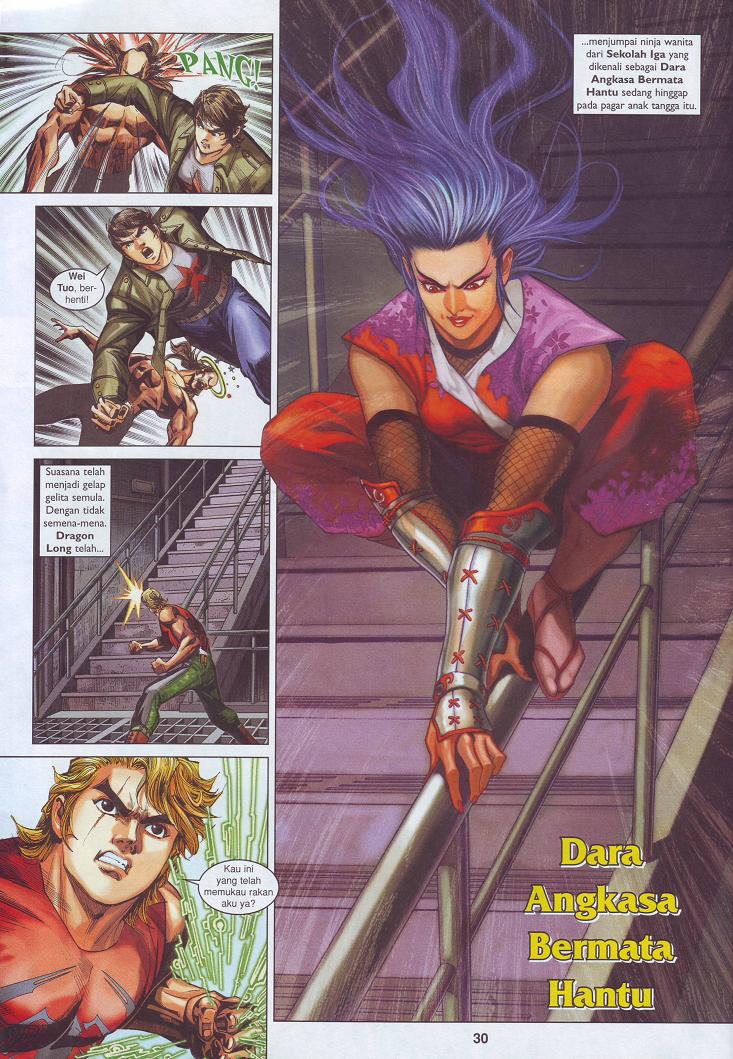 PANG!
Wei
Tuo, ber-
henti!
Suasana telah
menjadi gelap
gelita semula.
Dengan tidak
semena-mena.
Dragon
Long telah...
Kau ini
yang telah
memukau rakan
aku ya?
...menjumpai ninja wanita
dari Sekolah Iga yang
dikenali sebagai Dara
Angkasa Bermata
Hantu sedang hinggap
pada pagar anak tangga itu.
Dara
Angkasa
Bermata
Hantu
30